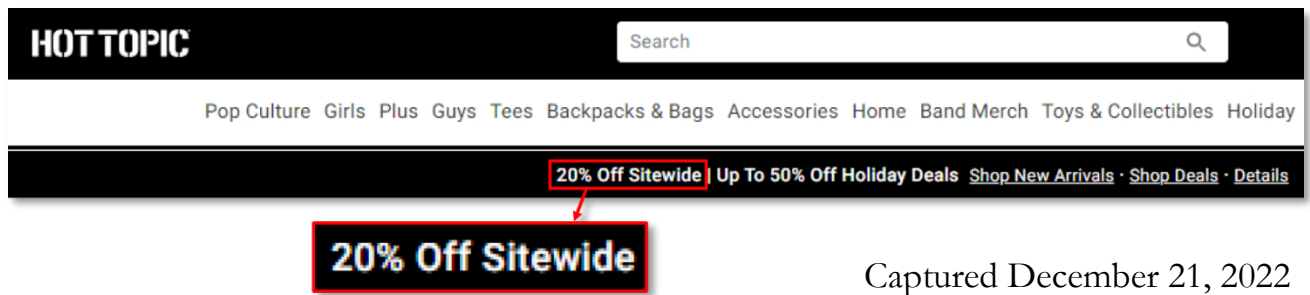 HOT TOPIC
Search
Pop Culture Girls Plus Guys Tees Backpacks & Bags Accessories Home Band Merch Toys & Collectibles Holiday
20% Off Sitewide | Up To 50% Off Holiday Deals Shop New Arrivals · Shop Deals · Details
20% Off Sitewide
Captured December 21, 2022